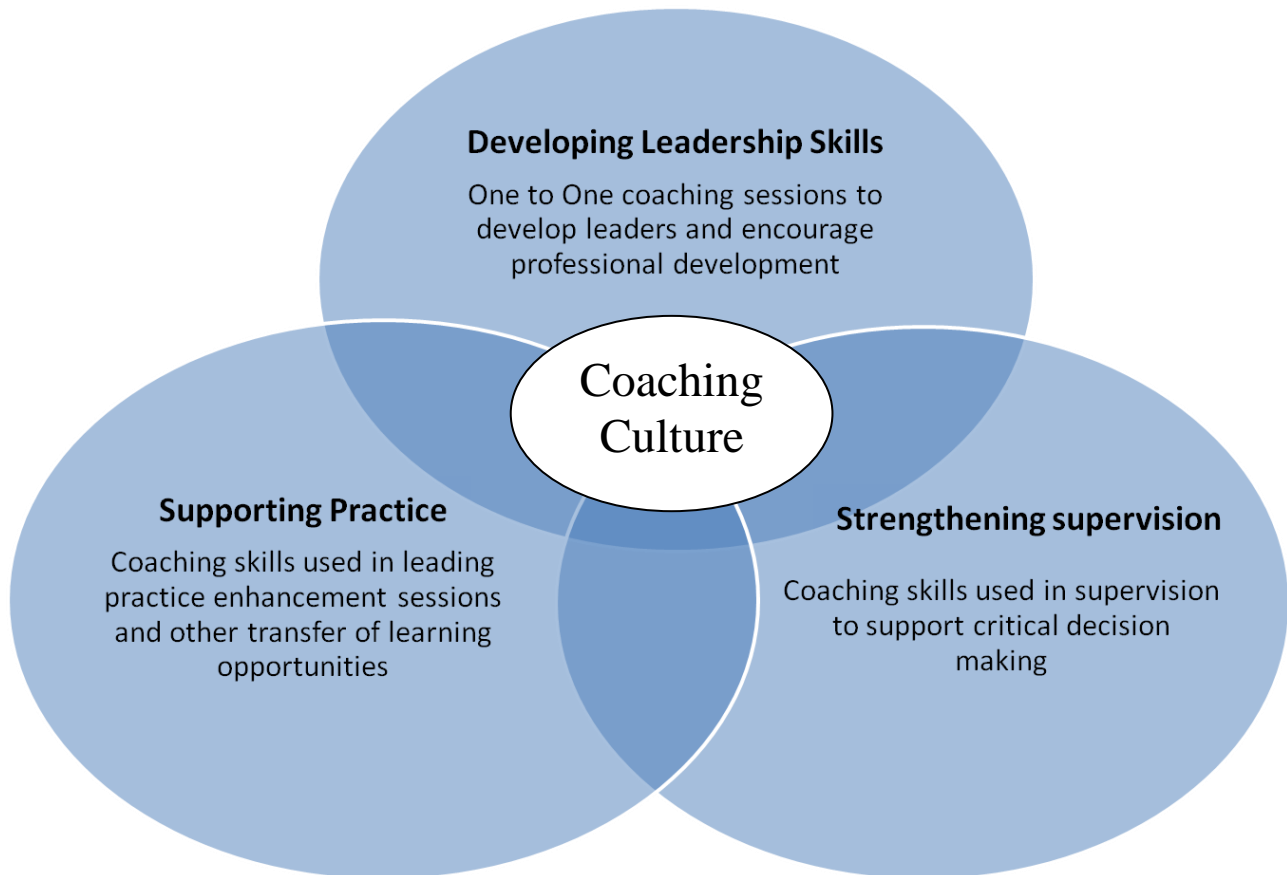 Developing Leadership Skills
One to One coaching sessions to
develop leaders and encourage
professional development
Coaching
Culture
Supporting Practice
Coaching skills used in leading
practice enhancement sessions
and other transfer of learning
opportunities
Strengthening supervision
Coaching skills used in supervision
to support critical decision
making